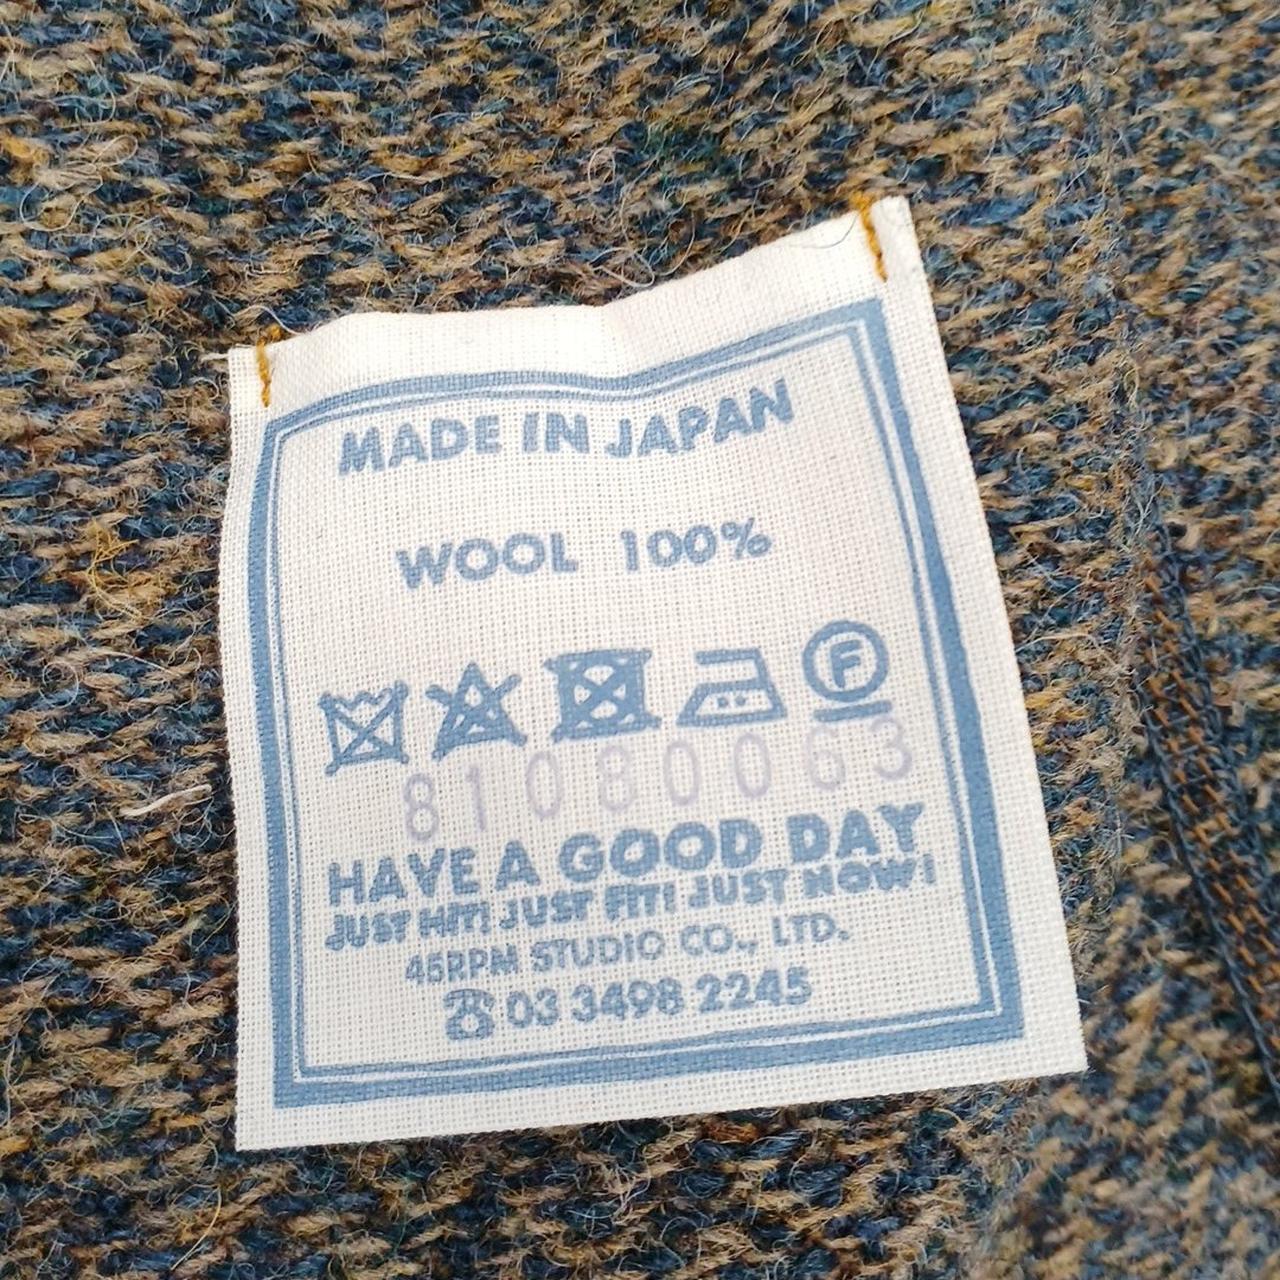 MADE IN JAPAN
WOOL 100%
F
81080063
HAVE A GOOD DAY
JUST HIT! JUST FIT! JUST NOW!
45RPM STUDIO CO., LTD.
☎ 03 3498 2245